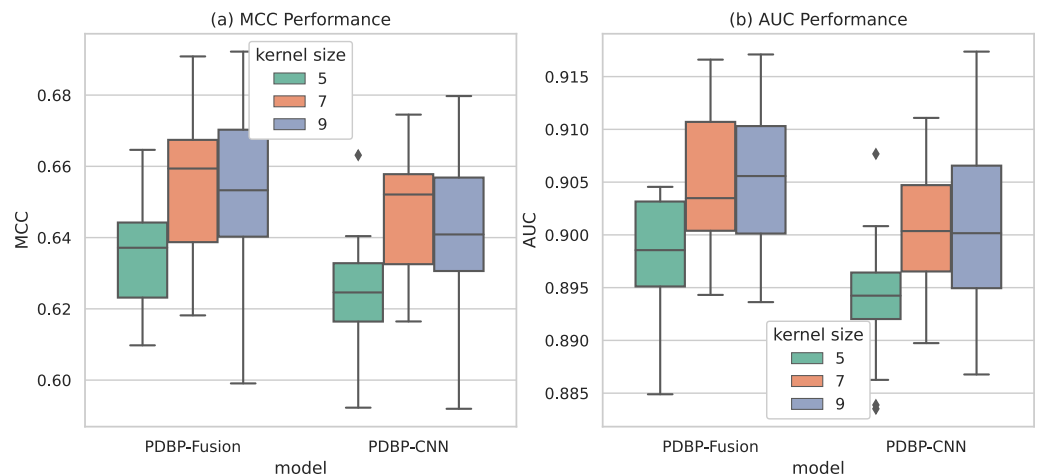 (a) MCC Performance
kernel size
5
7
9
0.68
0.66
0.64
0.62
0.60
MCC
PDBP-Fusion
PDBP-CNN
model
(b) AUC Performance
0.915
0.910
0.905
0.900
0.895
0.890
0.885
AUC
kernel size
5
7
9
PDBP-Fusion
PDBP-CNN
model